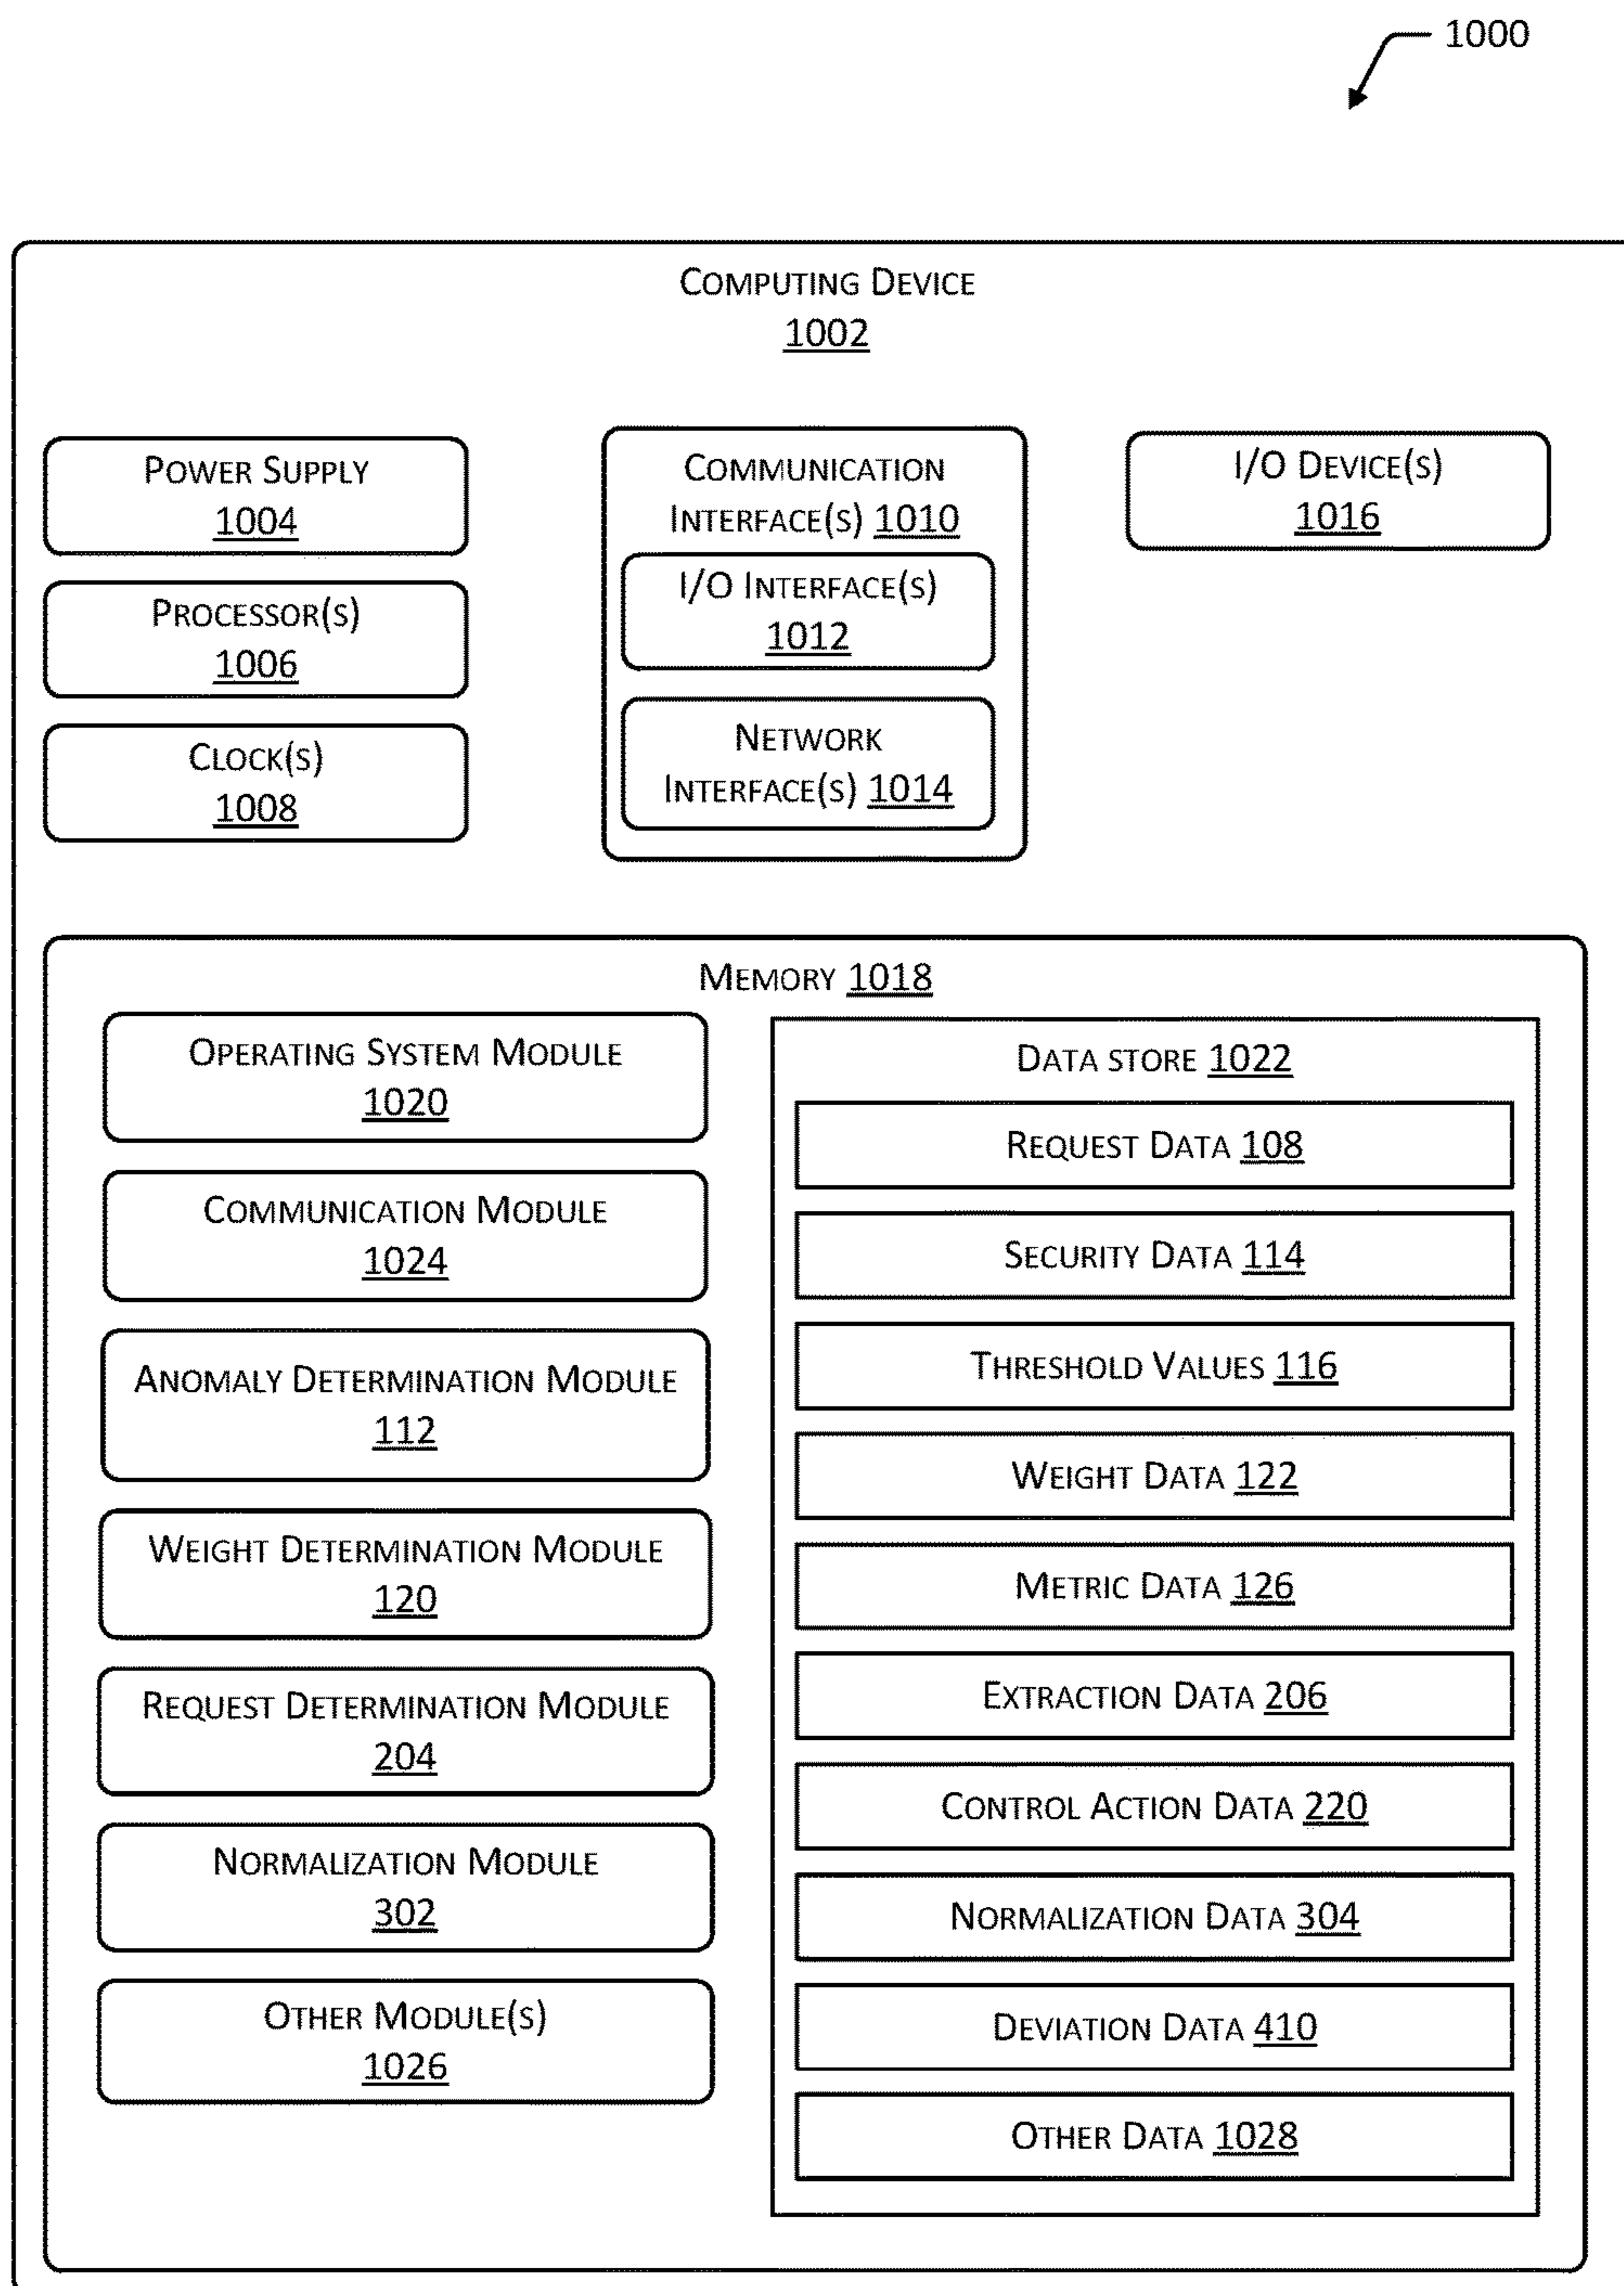 1000
COMPUTING DEVICE
1002
POWER SUPPLY
1004
PROCESSOR(S)
1006
CLOCK(S)
1008
COMMUNICATION
INTERFACE(S) 1010
I/O INTERFACE(S)
1012
NETWORK
INTERFACE(S) 1014
I/O DEVICE(S)
1016
MEMORY 1018
OPERATING SYSTEM MODULE
1020
COMMUNICATION MODULE
1024
ANOMALY DETERMINATION MODULE
112
WEIGHT DETERMINATION MODULE
120
REQUEST DETERMINATION MODULE
204
NORMALIZATION MODULE
302
OTHER MODULE(S)
1026
DATA STORE 1022
REQUEST DATA 108
SECURITY DATA 114
THRESHOLD VALUES 116
WEIGHT DATA 122
METRIC DATA 126
EXTRACTION DATA 206
CONTROL ACTION DATA 220
NORMALIZATION DATA 304
DEVIATION DATA 410
OTHER DATA 1028